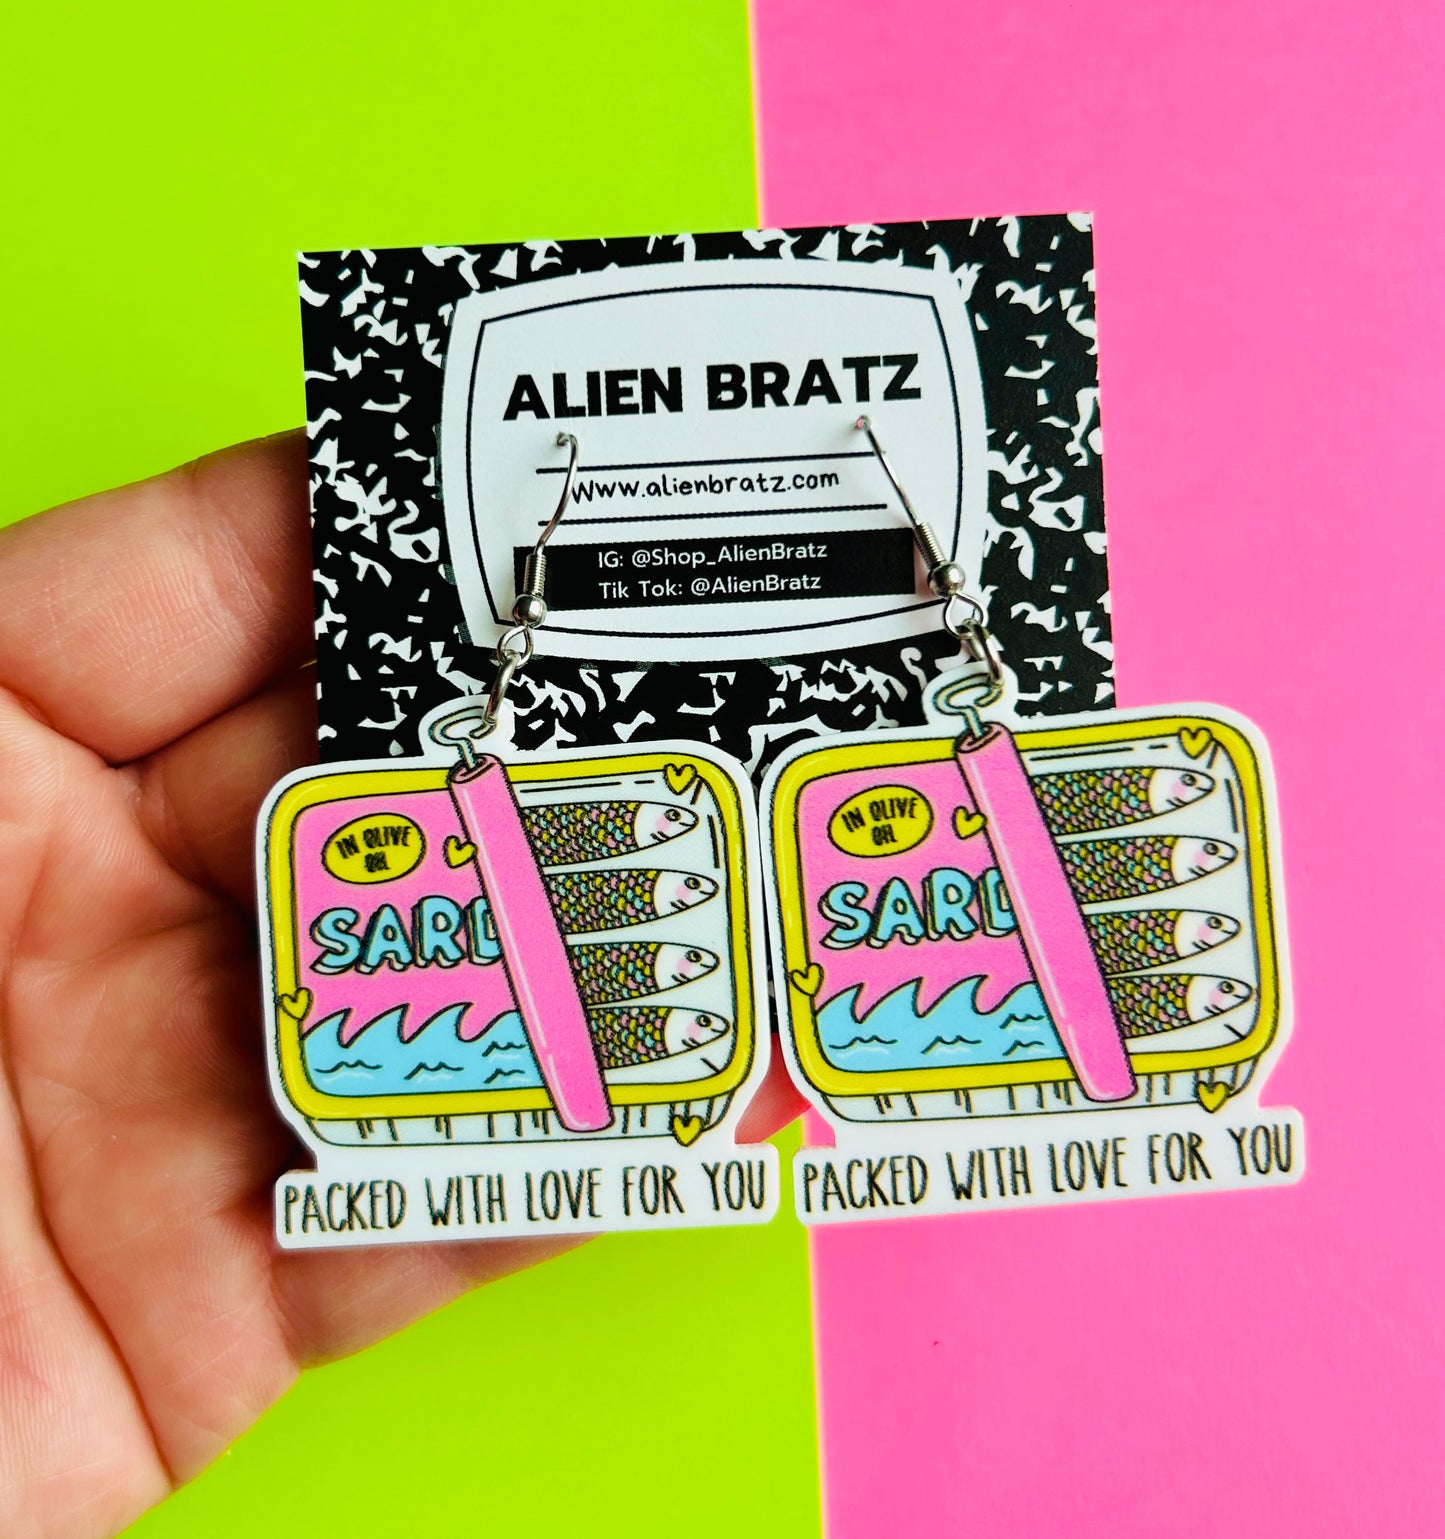 ALIEN BRATZ
www.alienbratz.com
IG: @Shop_AlienBratz
Tik Tok: @AlienBratz
IN OLIVE
OIL
SARD
PACKED WITH LOVE FOR YOU
IN OLIVE
OIL
SARD
PACKED WITH LOVE FOR YOU